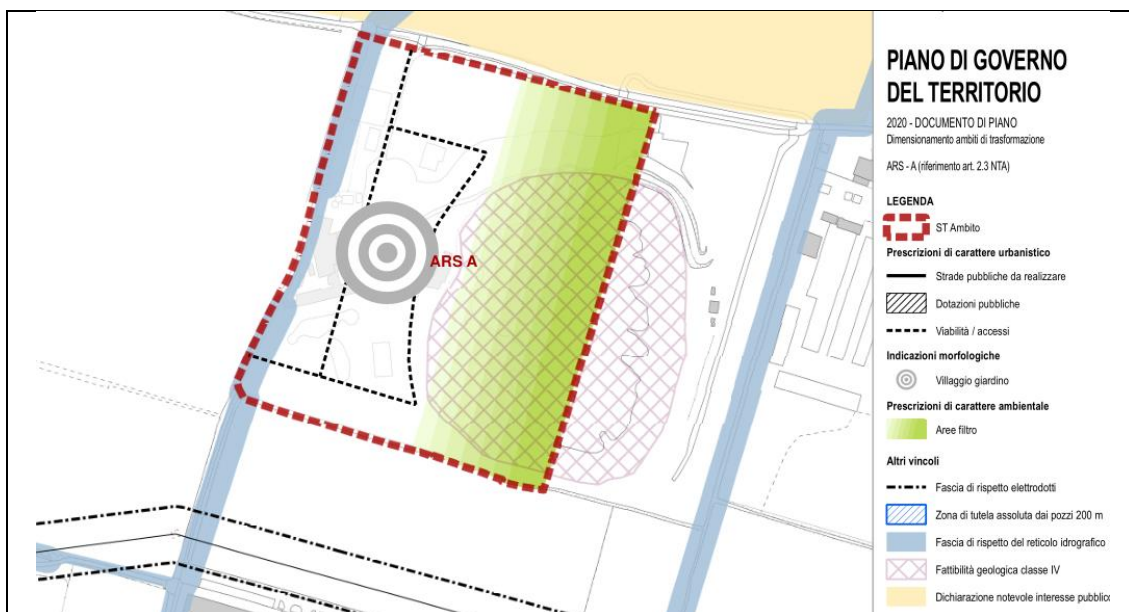 ARS A
PIANO DI GOVERNO
DEL TERRITORIO
2020 - DOCUMENTO DI PIANO
Dimensionamento ambiti di trasformazione
ARS - A (riferimento art. 2.3 NTA)
LEGENDA
ST Ambito
Prescrizioni di carattere urbanistico
Strade pubbliche da realizzare
Dotazioni pubbliche
Viabilità / accessi
Indicazioni morfologiche
Villaggio giardino
Prescrizioni di carattere ambientale
Aree filtro
Altri vincoli
Fascia di rispetto elettrodotti
Zona di tutela assoluta dai pozzi 200 m
Fascia di rispetto del reticolo idrografico
Fattibilità geologica classe IV
Dichiarazione notevole interesse pubblico